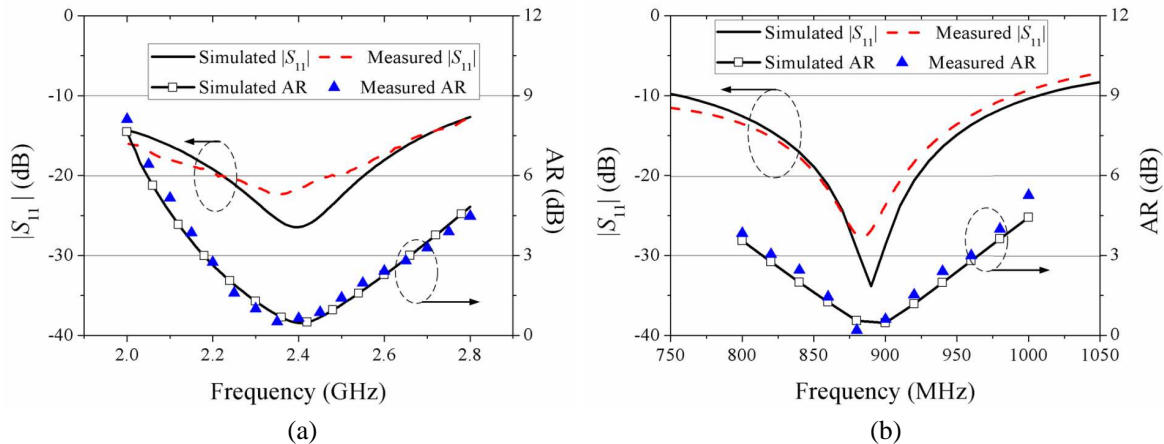 0
-10
-20
-30
-40
|S11| (dB)
Simulated |S11|
Measured |S11|
Simulated AR
Measured AR
12
9
6
3
0
AR (dB)
2.0
2.2
2.4
2.6
2.8
Frequency (GHz)
(a)
0
-10
-20
-30
-40
|S11| (dB)
Simulated |S11|
Measured |S11|
Simulated AR
Measured AR
12
9
6
3
0
AR (dB)
750
800
850
900
950
1000
1050
Frequency (MHz)
(b)